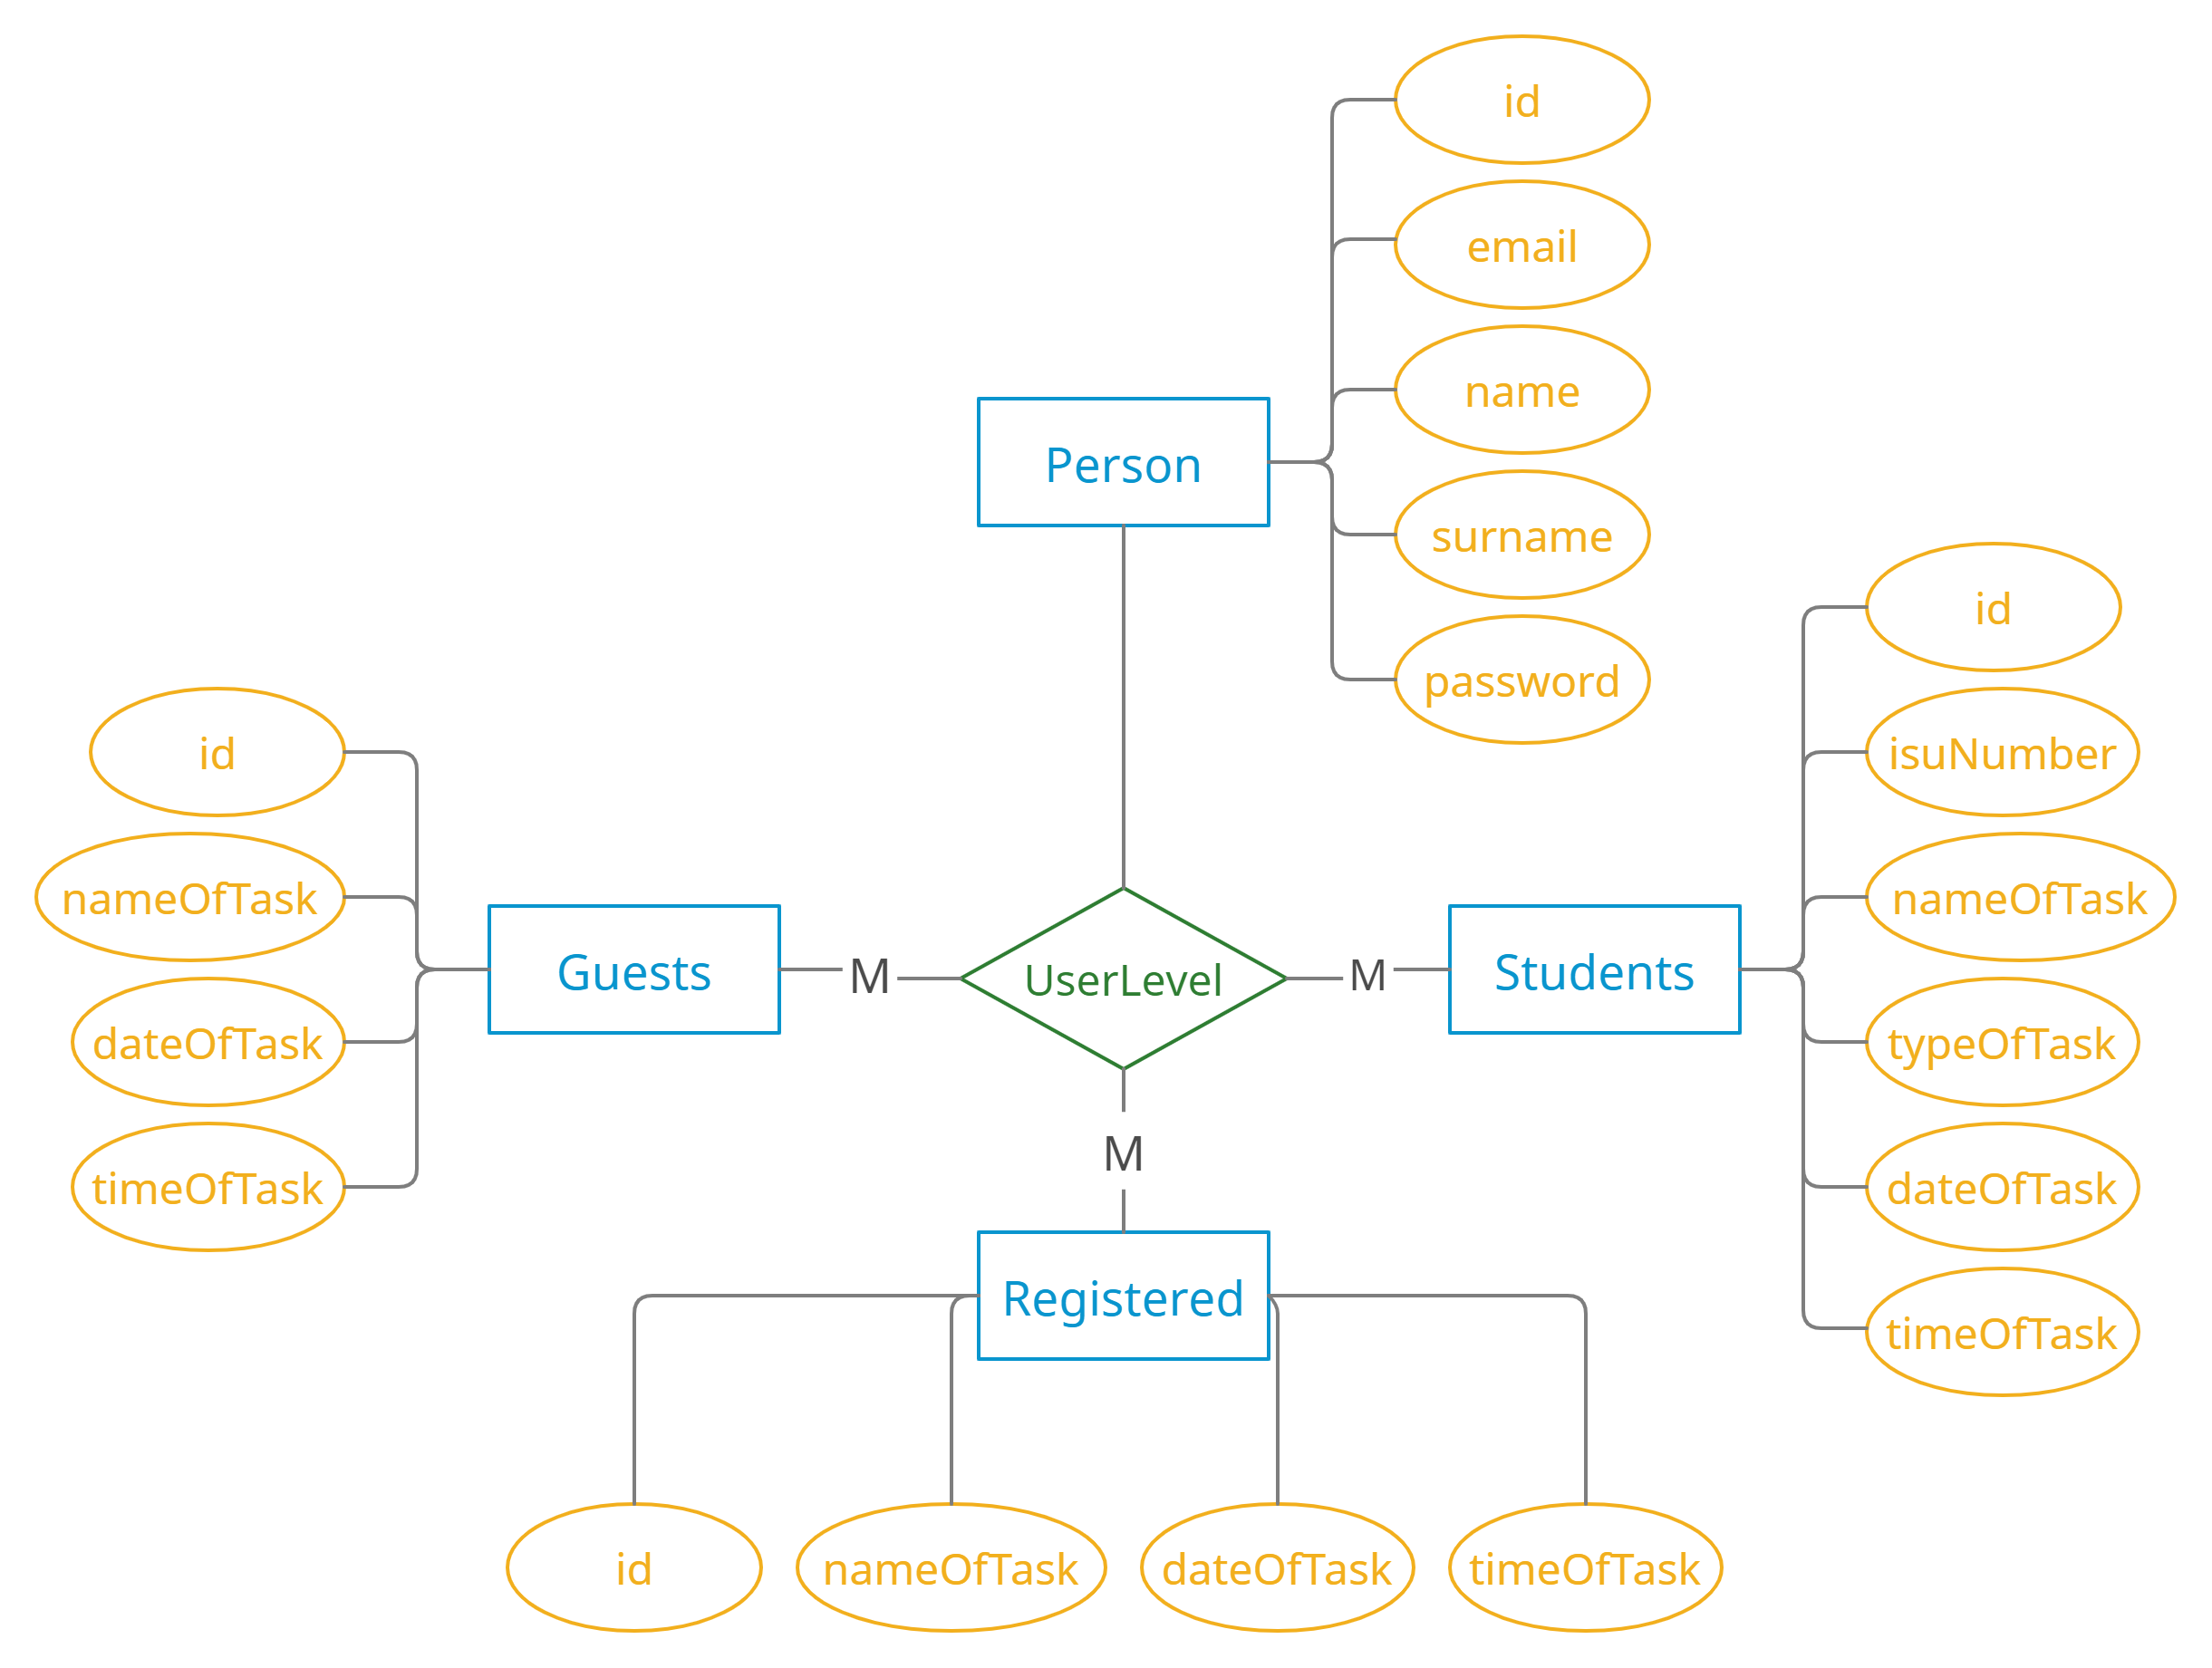 id
email
name
Person
surname
password
id
isuNumber
nameOfTask
typeOfTask
dateOfTask
timeOfTask
id
nameOfTask
dateOfTask
timeOfTask
Guests
M
UserLevel
M
Students
M
Registered
id
nameOfTask
dateOfTask
timeOfTask